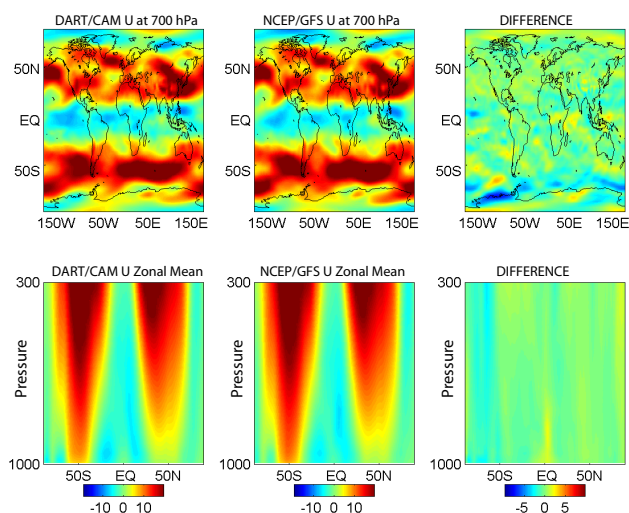 DART/CAM U at 700 hPa NCEP/GFS U at 700 hPa DIFFERENCE
50N 50N 50N
EQ EQ EQ
50S 50S 50S
150W 50W 50E 150E 150W 50W 50E 150E 150W 50W 50E 150E
DART/CAM U Zonal Mean NCEP/GFS U Zonal Mean DIFFERENCE
300 300 300
Pressure Pressure Pressure
1000 1000 1000
50S EQ 50N 50S EQ 50N 50S EQ 50N
-10 0 10 -10 0 10 -5 0 5